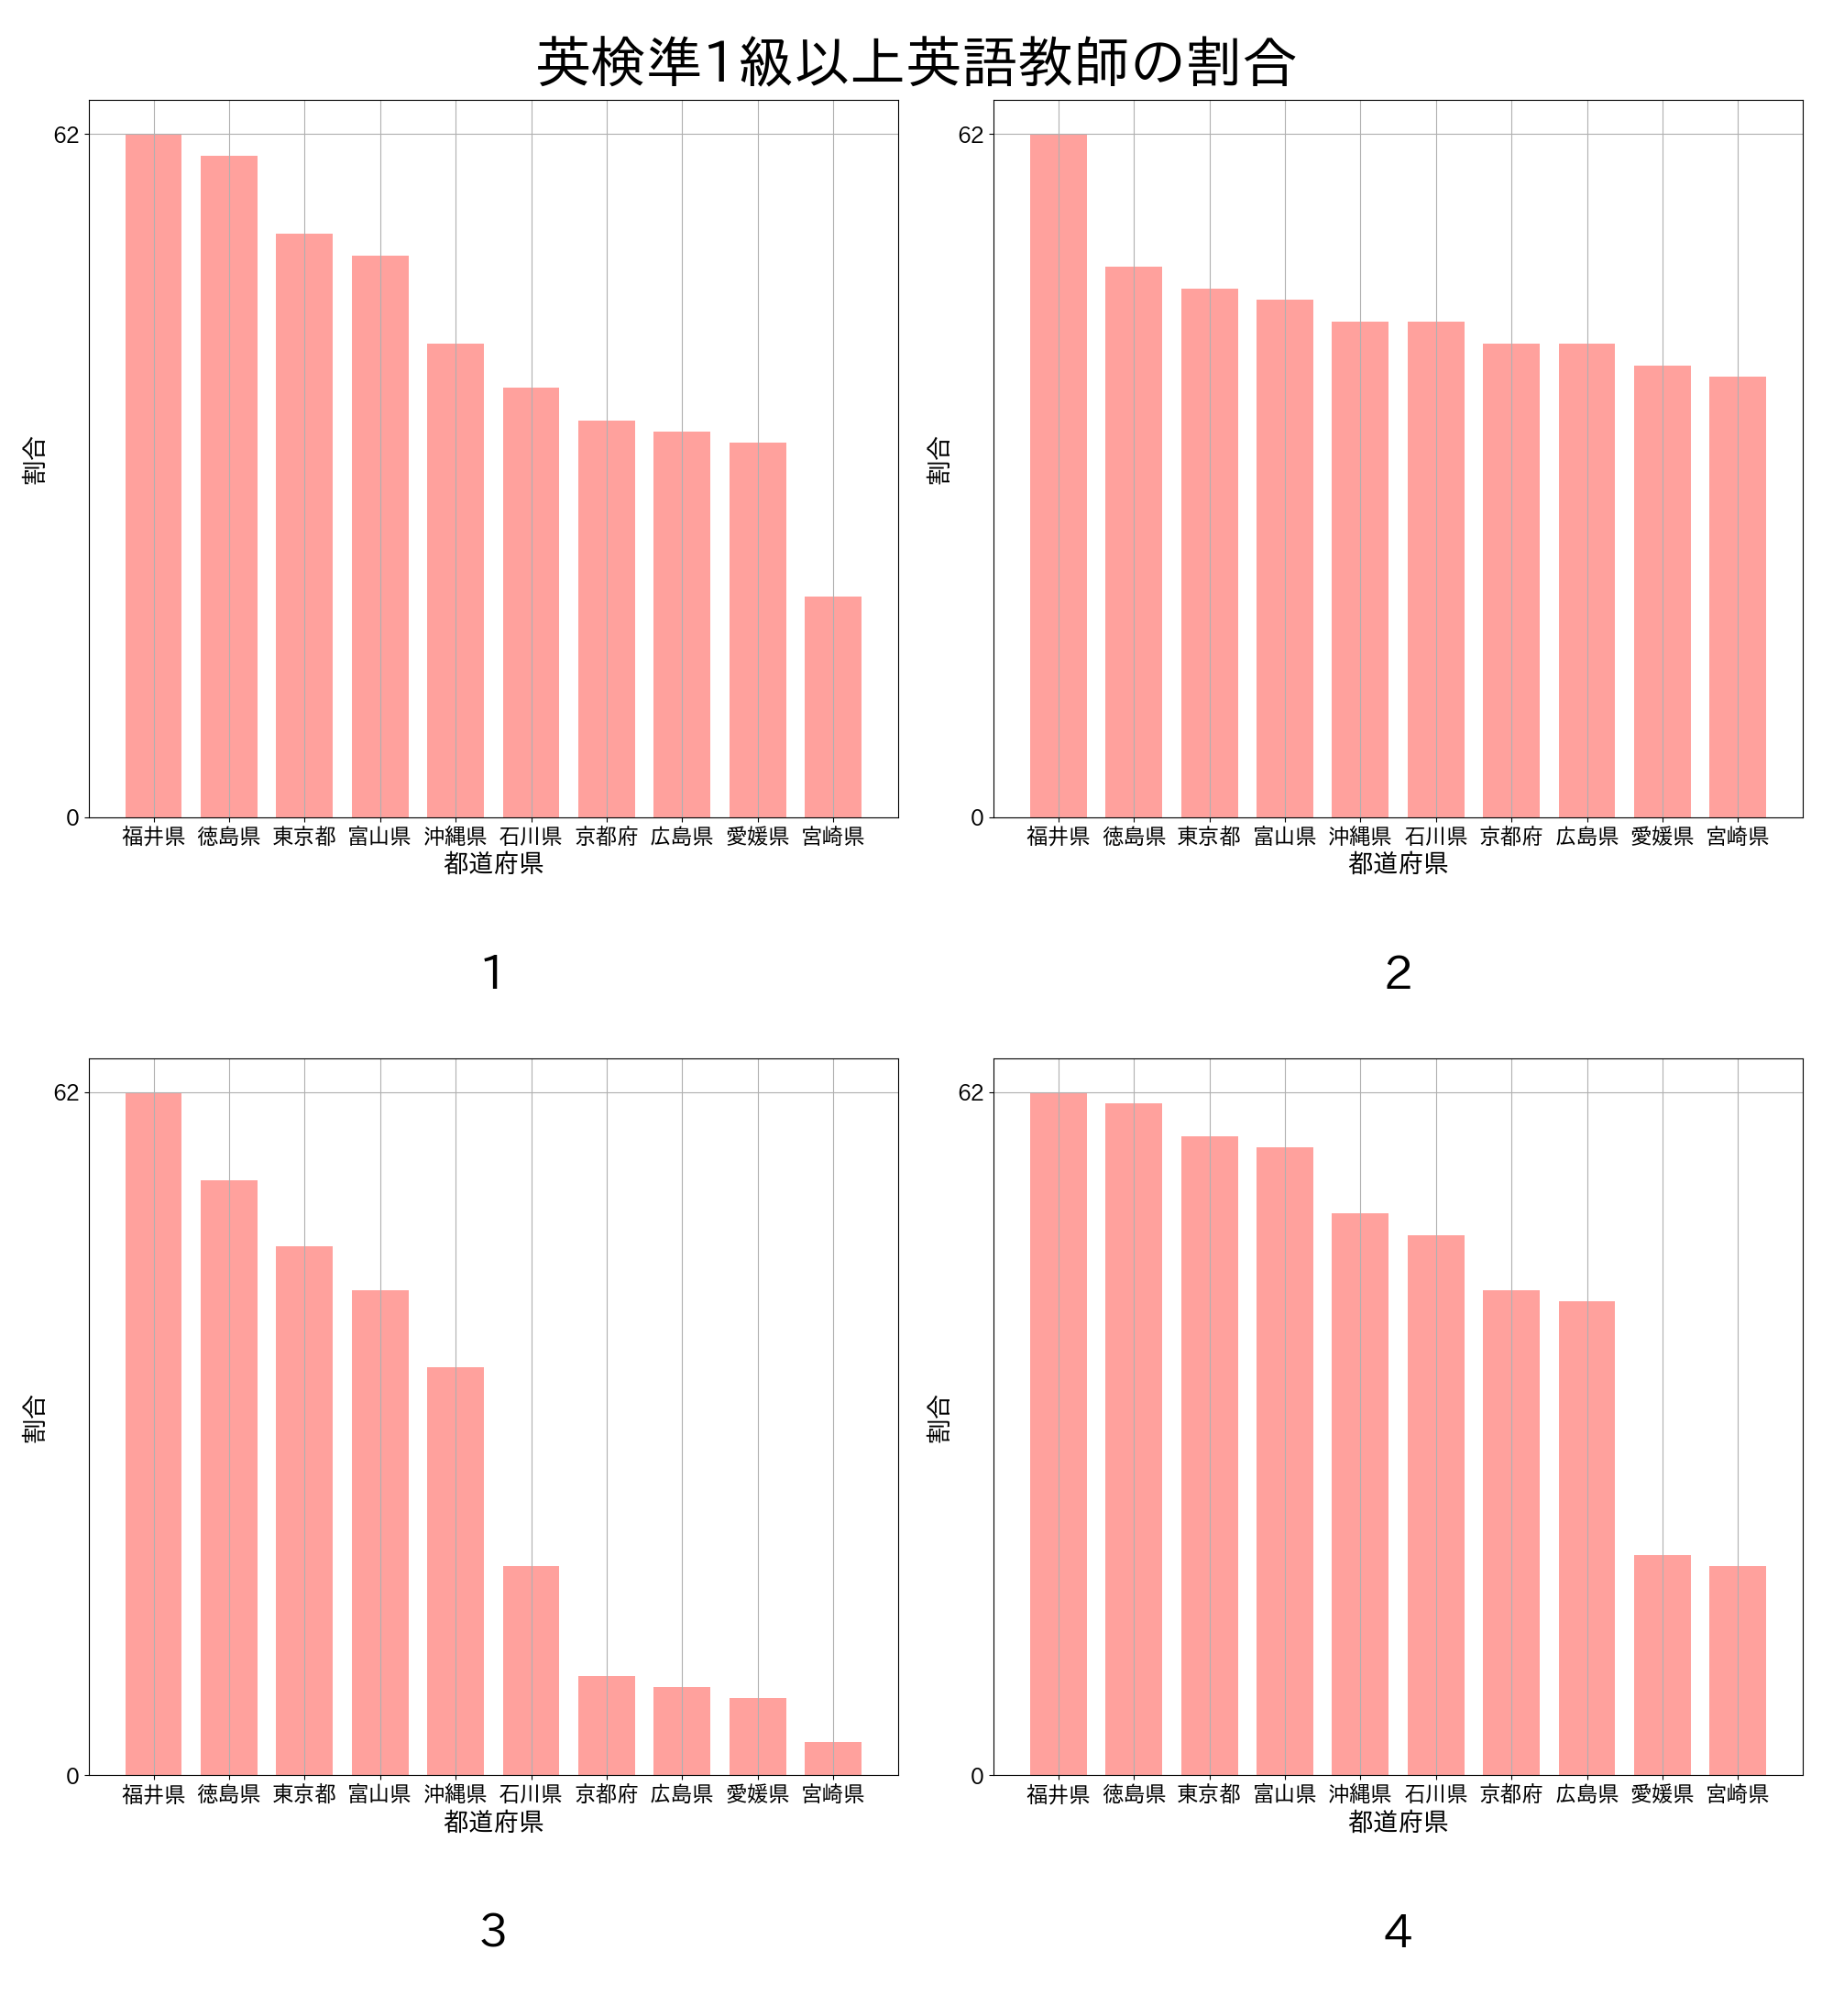 英検準1級以上英語教師の割合
62
0
割合
福井県 徳島県 東京都 富山県 沖縄県 石川県 京都府 広島県 愛媛県 宮崎県
都道府県
1
62
0
割合
福井県 徳島県 東京都 富山県 沖縄県 石川県 京都府 広島県 愛媛県 宮崎県
都道府県
2
62
0
割合
福井県 徳島県 東京都 富山県 沖縄県 石川県 京都府 広島県 愛媛県 宮崎県
都道府県
3
62
0
割合
福井県 徳島県 東京都 富山県 沖縄県 石川県 京都府 広島県 愛媛県 宮崎県
都道府県
4